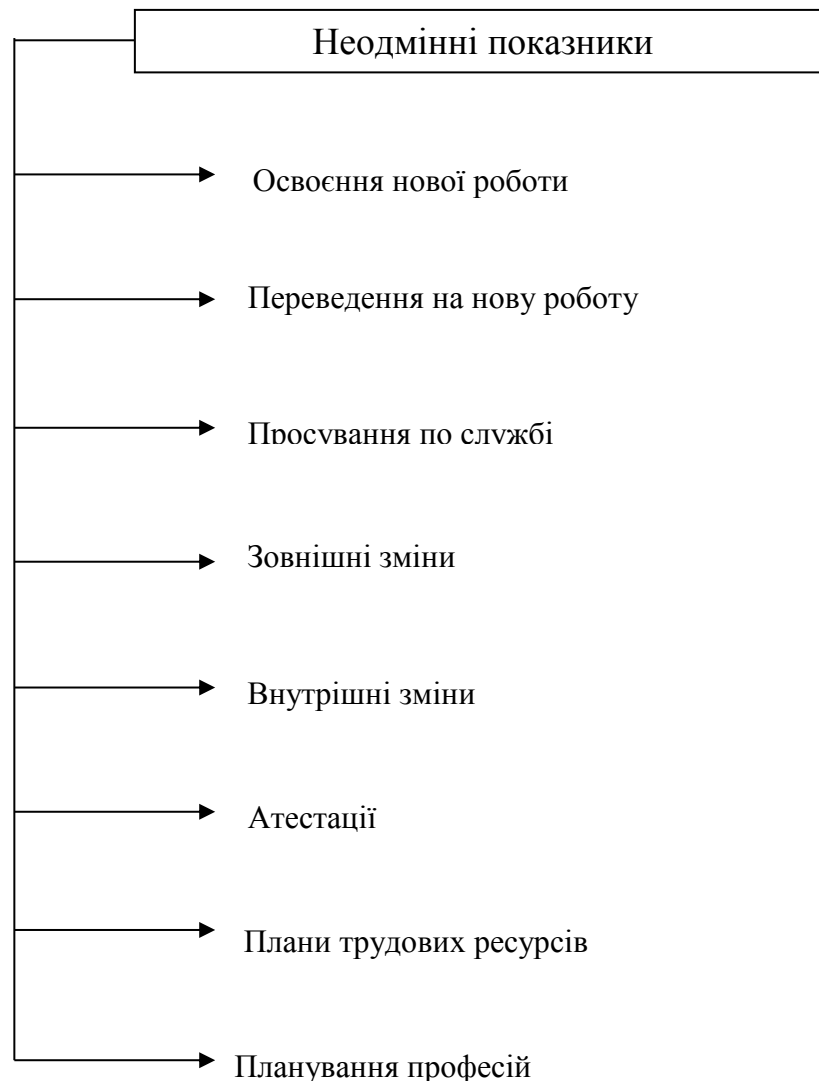 Неодмінні показники
Освоєння нової роботи
Переведення на нову роботу
Просування по службі
Зовнішні зміни
Внутрішні зміни
Атестації
Плани трудових ресурсів
Планування професій